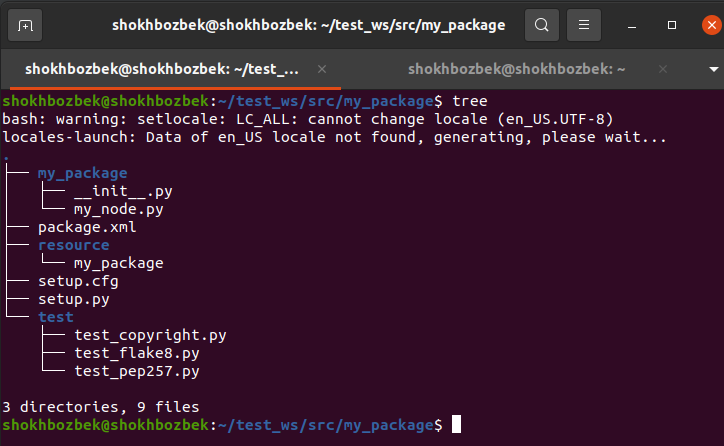 shokhbozbek@shokhbozbek: ~/test_ws/src/my_package
shokhbozbek@shokhbozbek: ~/test_... × shokhbozbek@shokhbozbek: ~ ×
shokhbozbek@shokhbozbek:~/test_ws/src/my_package$ tree
bash: warning: setlocale: LC_ALL: cannot change locale (en_US.UTF-8)
locales-launch: Data of en_US locale not found, generating, please wait...
.
├── my_package
│   ├── __init__.py
│   └── my_node.py
├── package.xml
├── resource
│   └── my_package
├── setup.cfg
├── setup.py
└── test
    ├── test_copyright.py
    ├── test_flake8.py
    └── test_pep257.py
3 directories, 9 files
shokhbozbek@shokhbozbek:~/test_ws/src/my_package$